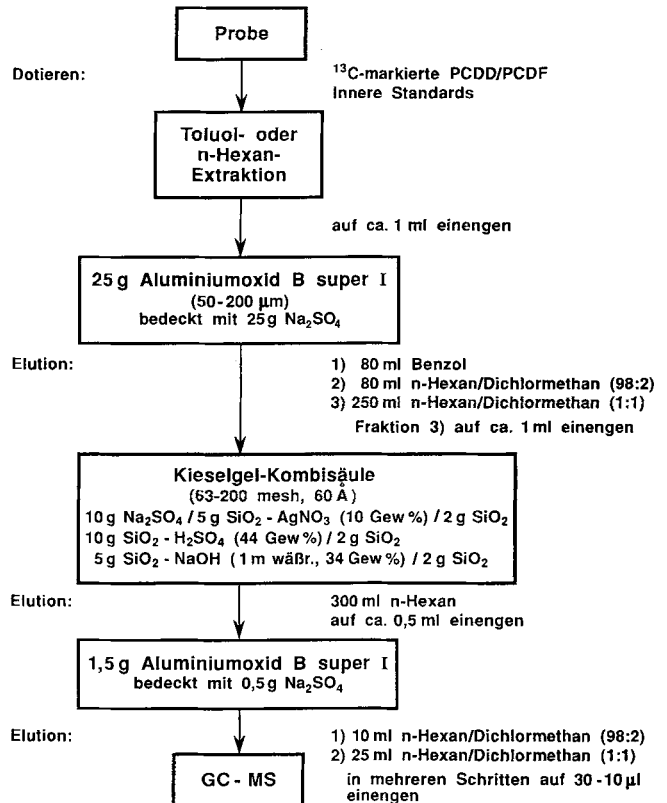 Probe
Dotieren:
¹³C-markierte PCDD/PCDF
Innere Standards
Toluol- oder
n-Hexan-
Extraktion
auf ca. 1 ml einengen
25 g Aluminiumoxid B super I
(50-200 µm)
bedeckt mit 25 g Na₂SO₄
Elution:
1) 80 ml Benzol
2) 80 ml n-Hexan/Dichlormethan (98:2)
3) 250 ml n-Hexan/Dichlormethan (1:1)
Fraktion 3) auf ca. 1 ml einengen
Kieselgel-Kombisäule
(63-200 mesh, 60 Å)
10 g Na₂SO₄ / 5 g SiO₂ - AgNO₃ (10 Gew %) / 2 g SiO₂
10 g SiO₂ - H₂SO₄ (44 Gew %) / 2 g SiO₂
5 g SiO₂ - NaOH (1 m wäßr., 34 Gew %) / 2 g SiO₂
Elution:
300 ml n-Hexan
auf ca. 0,5 ml einengen
1,5 g Aluminiumoxid B super I
bedeckt mit 0,5 g Na₂SO₄
Elution:
1) 10 ml n-Hexan/Dichlormethan (98:2)
2) 25 ml n-Hexan/Dichlormethan (1:1)
in mehreren Schritten auf 30 -10 µl
einengen
GC - MS